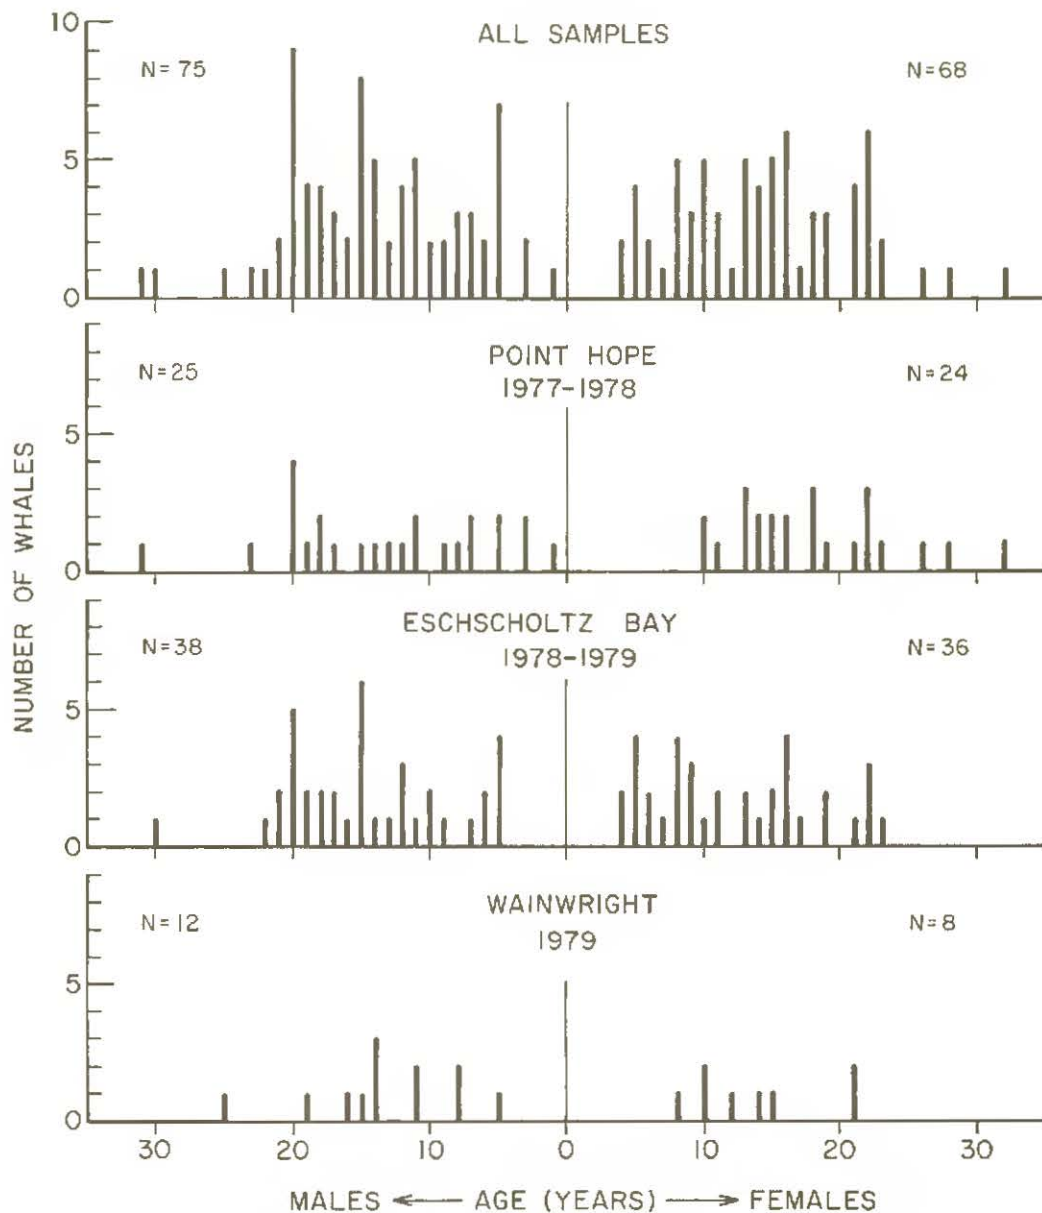 ALL SAMPLES
N=75
N=68
10
5
0
POINT HOPE
1977-1978
N=25
N=24
5
0
ESCHSCHOLTZ BAY
1978-1979
N=38
N=36
5
0
WAINWRIGHT
1979
N=12
N=8
5
0
NUMBER OF WHALES
30 20 10 0 10 20 30
MALES ← AGE (YEARS) → FEMALES